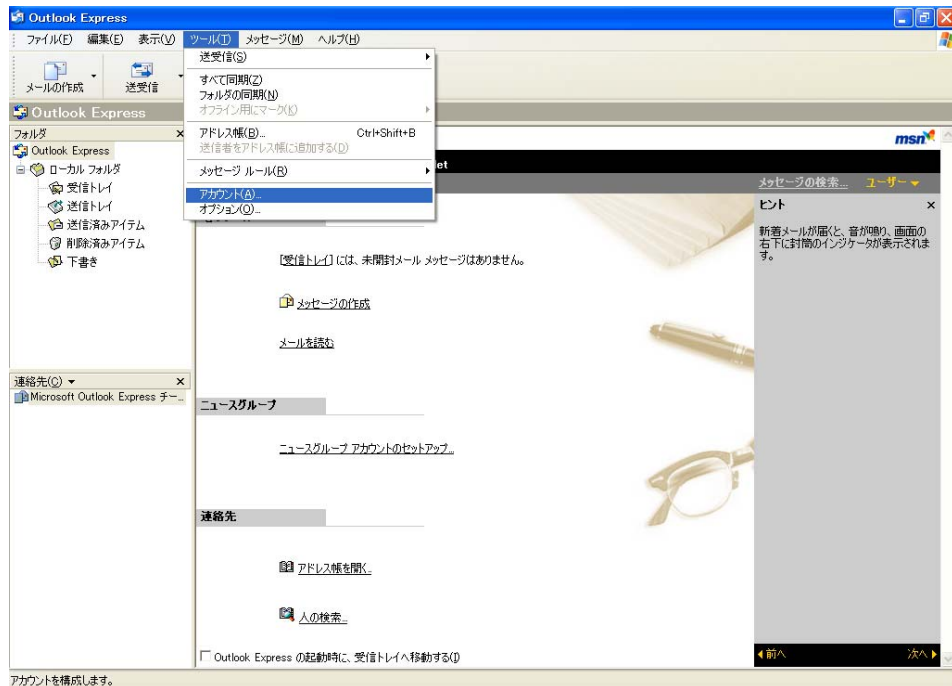 Outlook Express
ファイル(F) 編集(E) 表示(V) ツール(T) メッセージ(M) ヘルプ(H)
メールの作成 送受信
送受信(S)
すべて同期(Z)
フォルダの同期(N)
オフライン用にマーク(K)
アドレス帳(B)... Ctrl+Shift+B
送信者をアドレス帳に追加する(D)
メッセージ ルール(R)
アカウント(A)...
オプション(O)...
Outlook Express
フォルダ ×
Outlook Express
ローカル フォルダ
受信トレイ
送信トレイ
送信済みアイテム
削除済みアイテム
下書き
連絡先(C) ×
Microsoft Outlook Express チー...
msn
et
メッセージの検索... ユーザー
[受信トレイ] には、未開封メール メッセージはありません。
メッセージの作成
メールを読む
ニュースグループ
ニュースグループ アカウントのセットアップ...
連絡先
アドレス帳を開く...
人の検索...
Outlook Express の起動時に、受信トレイへ移動する(I)
ヒント ×
新着メールが届くと、音が鳴り、画面の
右下に封筒のインジケータが表示されま
す。
前へ 次へ
アカウントを構成します。